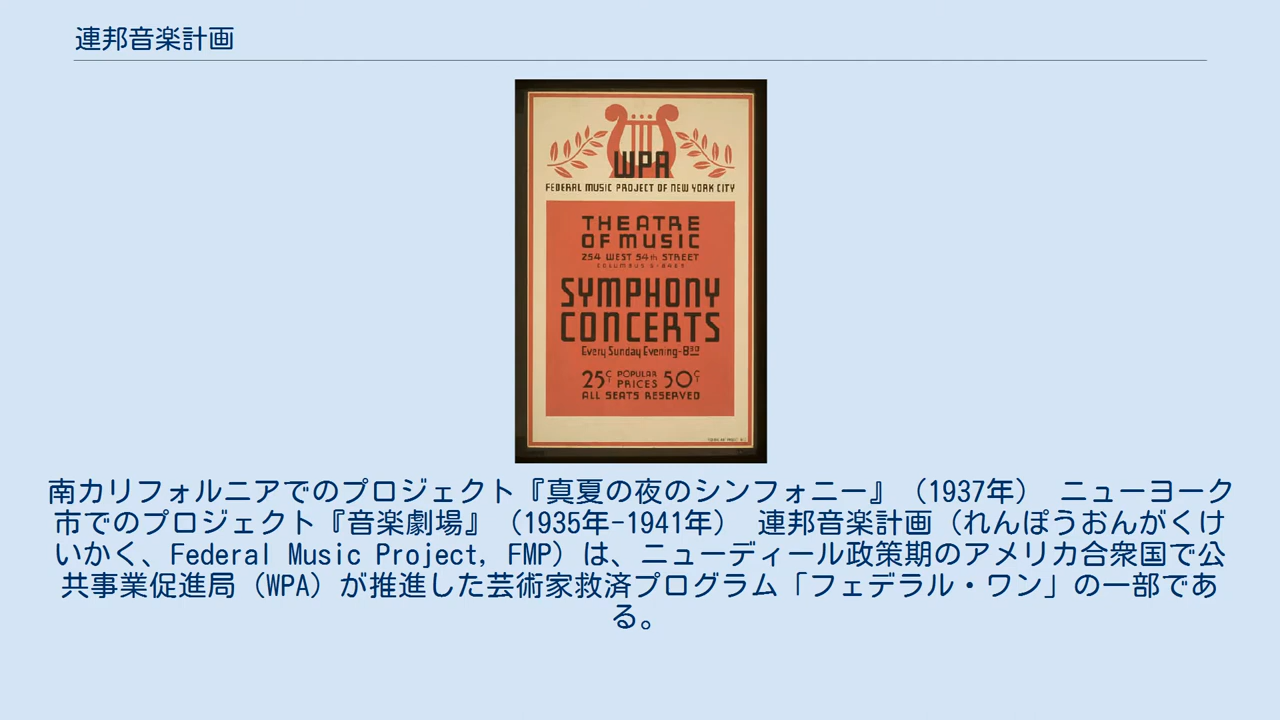 連邦音楽計画
WPA
FEDERAL MUSIC PROJECT OF NEW YORK CITY
THEATRE
OF MUSIC
254 WEST 54th STREET
SYMPHONY
CONCERTS
Every Sunday Evening-8³⁰
25¢ POPULAR PRICES 50¢
ALL SEATS RESERVED
南カリフォルニアでのプロジェクト『真夏の夜のシンフォニー』（1937年） ニューヨーク
市でのプロジェクト『音楽劇場』（1935年-1941年） 連邦音楽計画（れんぽうおんがくけ
いかく、Federal Music Project, FMP）は、ニューディール政策期のアメリカ合衆国で公
共事業促進局（WPA）が推進した芸術家救済プログラム「フェデラル・ワン」の一部であ
る。